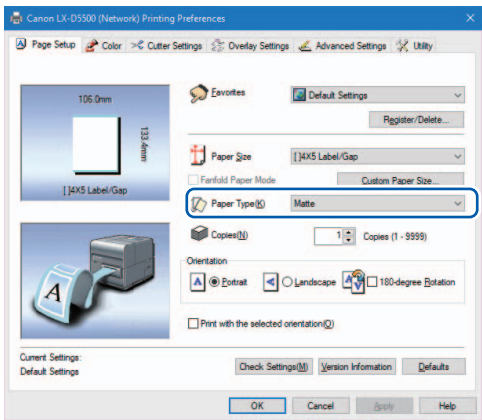 Canon LX-D5500 (Network) Printing Preferences
Page Setup Color Cutter Settings Overlay Settings Advanced Settings Utility
106.0mm
133.4mm
[ ]4X5 Label/Gap
Favorites Default Settings
Register/Delete...
Paper Size [ ]4X5 Label/Gap
Fanfold Paper Mode Custom Paper Size...
Paper Type(K) Matte
Copies(N) 1 Copies (1 - 9999)
Orientation
A Portrait A Landscape 180-degree Rotation
Print with the selected orientation(O)
A
Current Settings:
Default Settings
Check Settings(M) Version Information Defaults
OK Cancel Apply Help